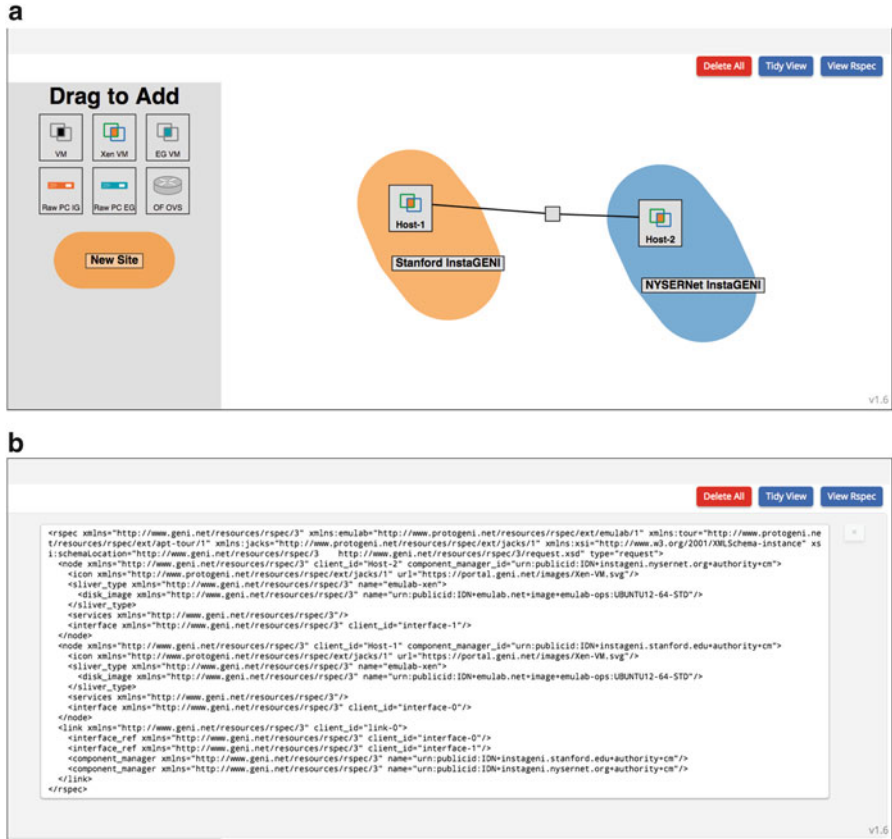 a
Delete All Tidy View View Rspec
Drag to Add
VM Xen VM EG VM
Raw PC IG Raw PC EG OF OVS
New Site
Host-1
Host-2
Stanford InstaGENI
NYSERNet InstaGENI
v1.6
b
Delete All Tidy View View Rspec
<rspec xmlns="http://www.geni.net/resources/rspec/3" xmlns:emulab="http://www.protogeni.net/resources/rspec/ext/emulab/1" xmlns:tour="http://www.protogeni.ne
t/resources/rspec/ext/apt-tour/1" xmlns:jacks="http://www.protogeni.net/resources/rspec/ext/jacks/1" xmlns:xsi="http://www.w3.org/2001/XMLSchema-instance" xs
i:schemaLocation="http://www.geni.net/resources/rspec/3    http://www.geni.net/resources/rspec/3/request.xsd" type="request">
<node xmlns="http://www.geni.net/resources/rspec/3" client_id="Host-2" component_manager_id="urn:publicid:IDN+instageni.nysernet.org+authority+cm">
<icon xmlns="http://www.protogeni.net/resources/rspec/ext/jacks/1" url="https://portal.geni.net/images/Xen-VM.svg"/>
<sliver_type xmlns="http://www.geni.net/resources/rspec/3" name="emulab-xen">
<disk_image xmlns="http://www.geni.net/resources/rspec/3" name="urn:publicid:IDN+emulab.net+image+emulab-ops:UBUNTU12-64-STD"/>
</sliver_type>
<services xmlns="http://www.geni.net/resources/rspec/3"/>
<interface xmlns="http://www.geni.net/resources/rspec/3" client_id="interface-1"/>
</node>
<node xmlns="http://www.geni.net/resources/rspec/3" client_id="Host-1" component_manager_id="urn:publicid:IDN+instageni.stanford.edu+authority+cm">
<icon xmlns="http://www.protogeni.net/resources/rspec/ext/jacks/1" url="https://portal.geni.net/images/Xen-VM.svg"/>
<sliver_type xmlns="http://www.geni.net/resources/rspec/3" name="emulab-xen">
<disk_image xmlns="http://www.geni.net/resources/rspec/3" name="urn:publicid:IDN+emulab.net+image+emulab-ops:UBUNTU12-64-STD"/>
</sliver_type>
<services xmlns="http://www.geni.net/resources/rspec/3"/>
<interface xmlns="http://www.geni.net/resources/rspec/3" client_id="interface-0"/>
</node>
<link xmlns="http://www.geni.net/resources/rspec/3" client_id="link-0">
<interface_ref xmlns="http://www.geni.net/resources/rspec/3" client_id="interface-0"/>
<interface_ref xmlns="http://www.geni.net/resources/rspec/3" client_id="interface-1"/>
<component_manager xmlns="http://www.geni.net/resources/rspec/3" name="urn:publicid:IDN+instageni.stanford.edu+authority+cm"/>
<component_manager xmlns="http://www.geni.net/resources/rspec/3" name="urn:publicid:IDN+instageni.nysernet.org+authority+cm"/>
</link>
</rspec>
v1.6